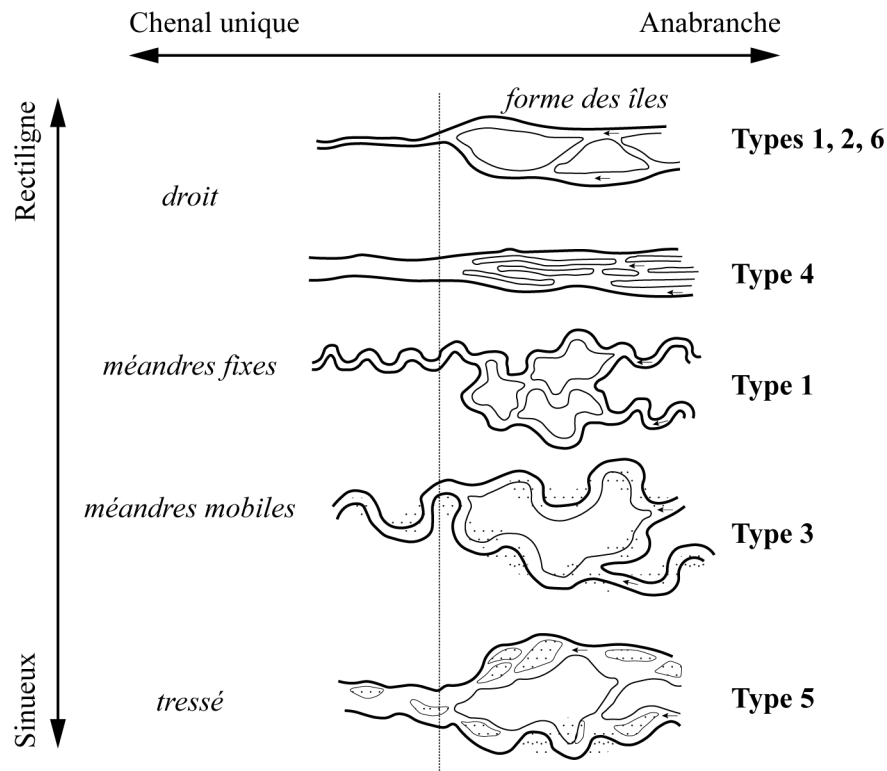 Chenal unique
Anabranche
forme des îles
Rectiligne
Types 1, 2, 6
droit
Type 4
méandres fixes
Type 1
méandres mobiles
Type 3
Sinueux
tressé
Type 5